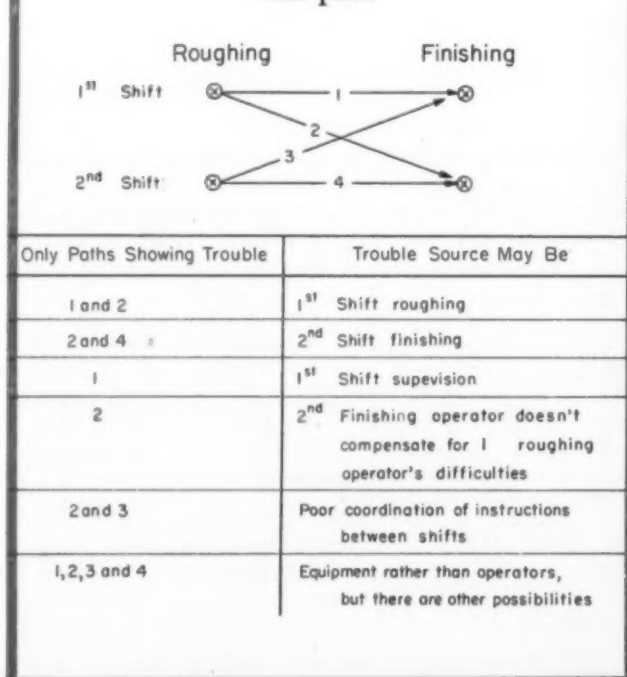 Roughing Finishing
1st Shift 1
2
3
2nd Shift 4
Only Paths Showing Trouble Trouble Source May Be
1 and 2 1st Shift roughing
2 and 4 2nd Shift finishing
1 1st Shift supevision
2 2nd Finishing operator doesn't
compensate for 1 roughing
operator's difficulties
2 and 3 Poor coordination of instructions
between shifts
1, 2, 3 and 4 Equipment rather than operators,
but there are other possibilities